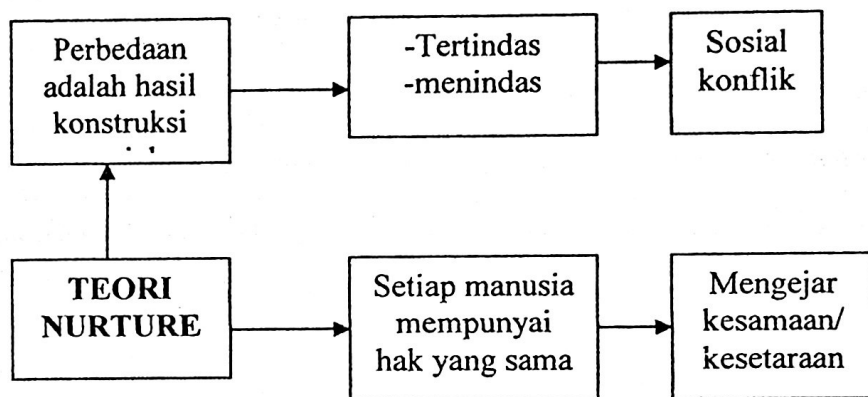 Perbedaan
adalah hasil
konstruksi
-Tertindas
-menindas
Sosial
konflik
TEORI
NURTURE
Setiap manusia
mempunyai
hak yang sama
Mengejar
kesamaan/
kesetaraan